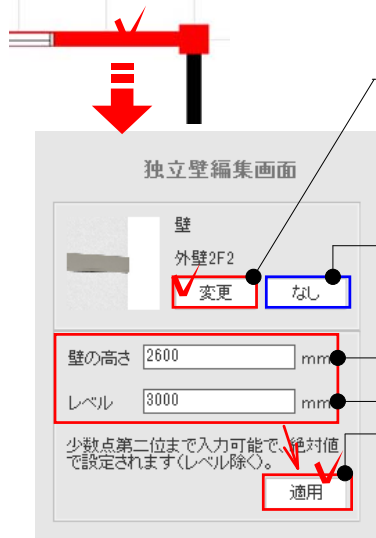 独立壁編集画面
壁
外壁2F2
変更 なし
壁の高さ 2600 mm
レベル 3000 mm
少数点第二位まで入力可能で、絶対値
で設定されます(レベル除く)。
適用